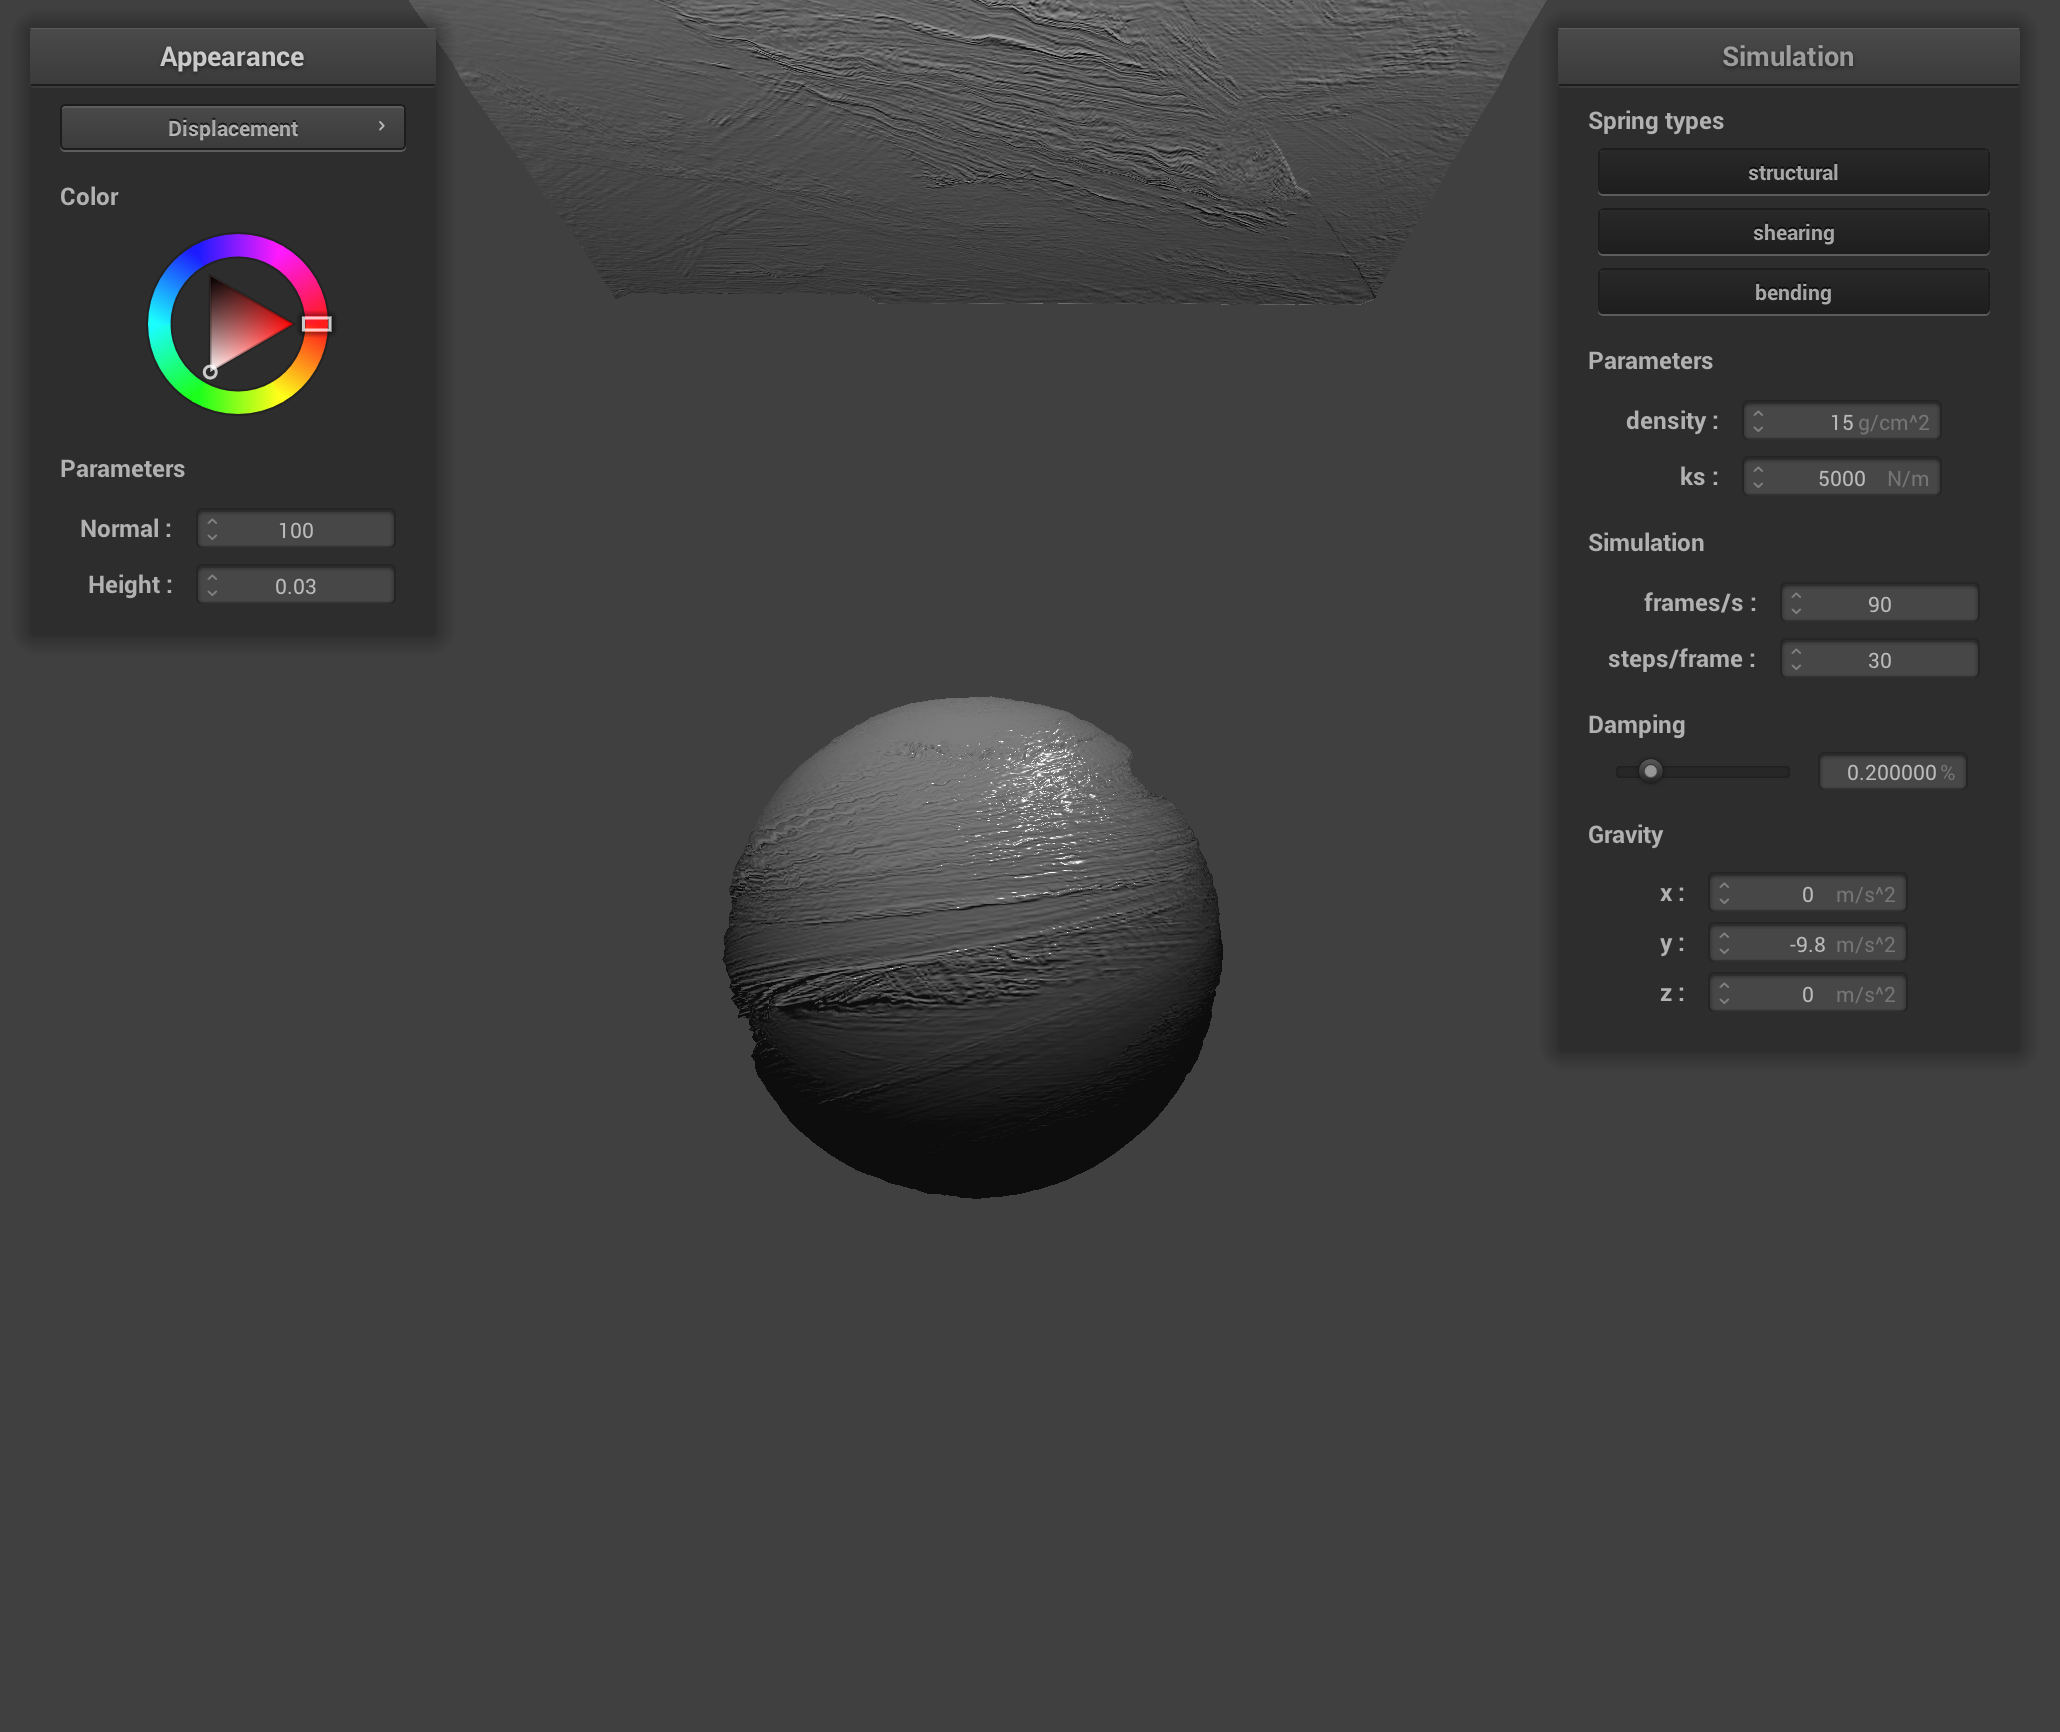 Appearance
Displacement
Color
Parameters
Normal : 100
Height : 0.03
Simulation
Spring types
structural
shearing
bending
Parameters
density : 15 g/cm^2
ks : 5000 N/m
Simulation
frames/s : 90
steps/frame : 30
Damping
0.200000 %
Gravity
x : 0 m/s^2
y : -9.8 m/s^2
z : 0 m/s^2